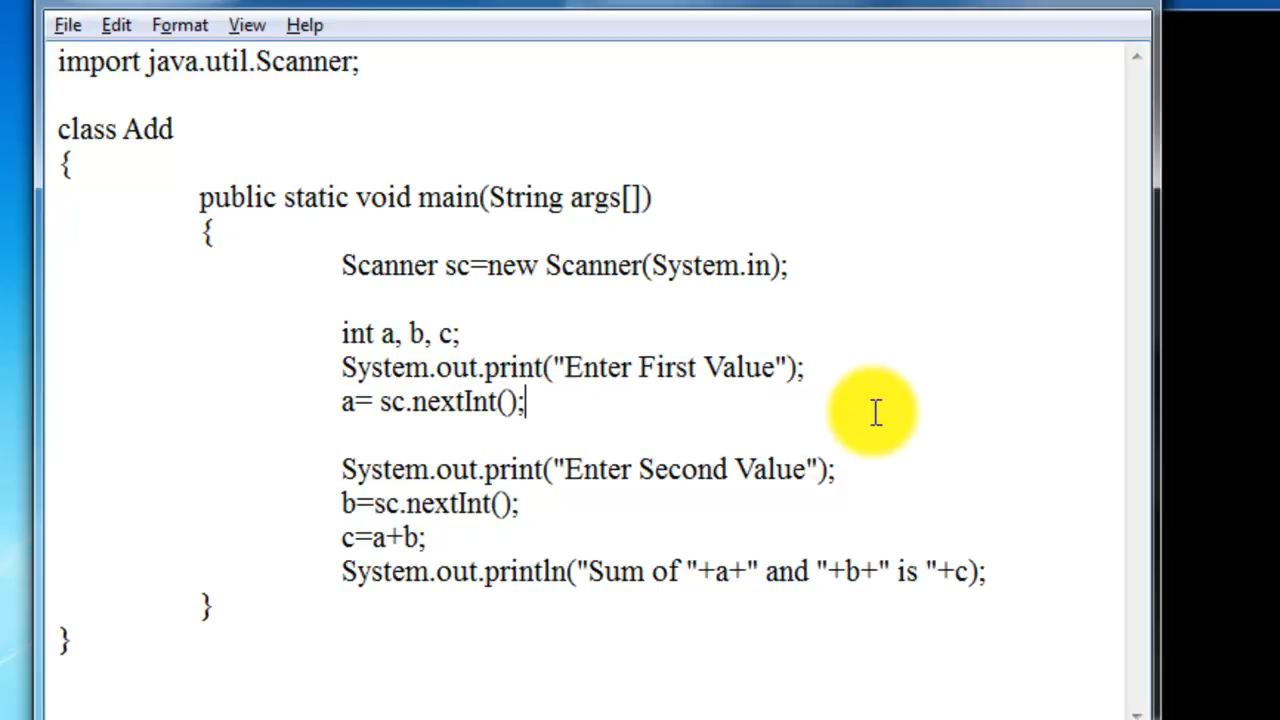 File Edit Format View Help
import java.util.Scanner;
class Add
{
public static void main(String args[])
{
Scanner sc=new Scanner(System.in);
int a, b, c;
System.out.print("Enter First Value");
a= sc.nextInt();
System.out.print("Enter Second Value");
b=sc.nextInt();
c=a+b;
System.out.println("Sum of "+a+" and "+b+" is "+c);
}
}